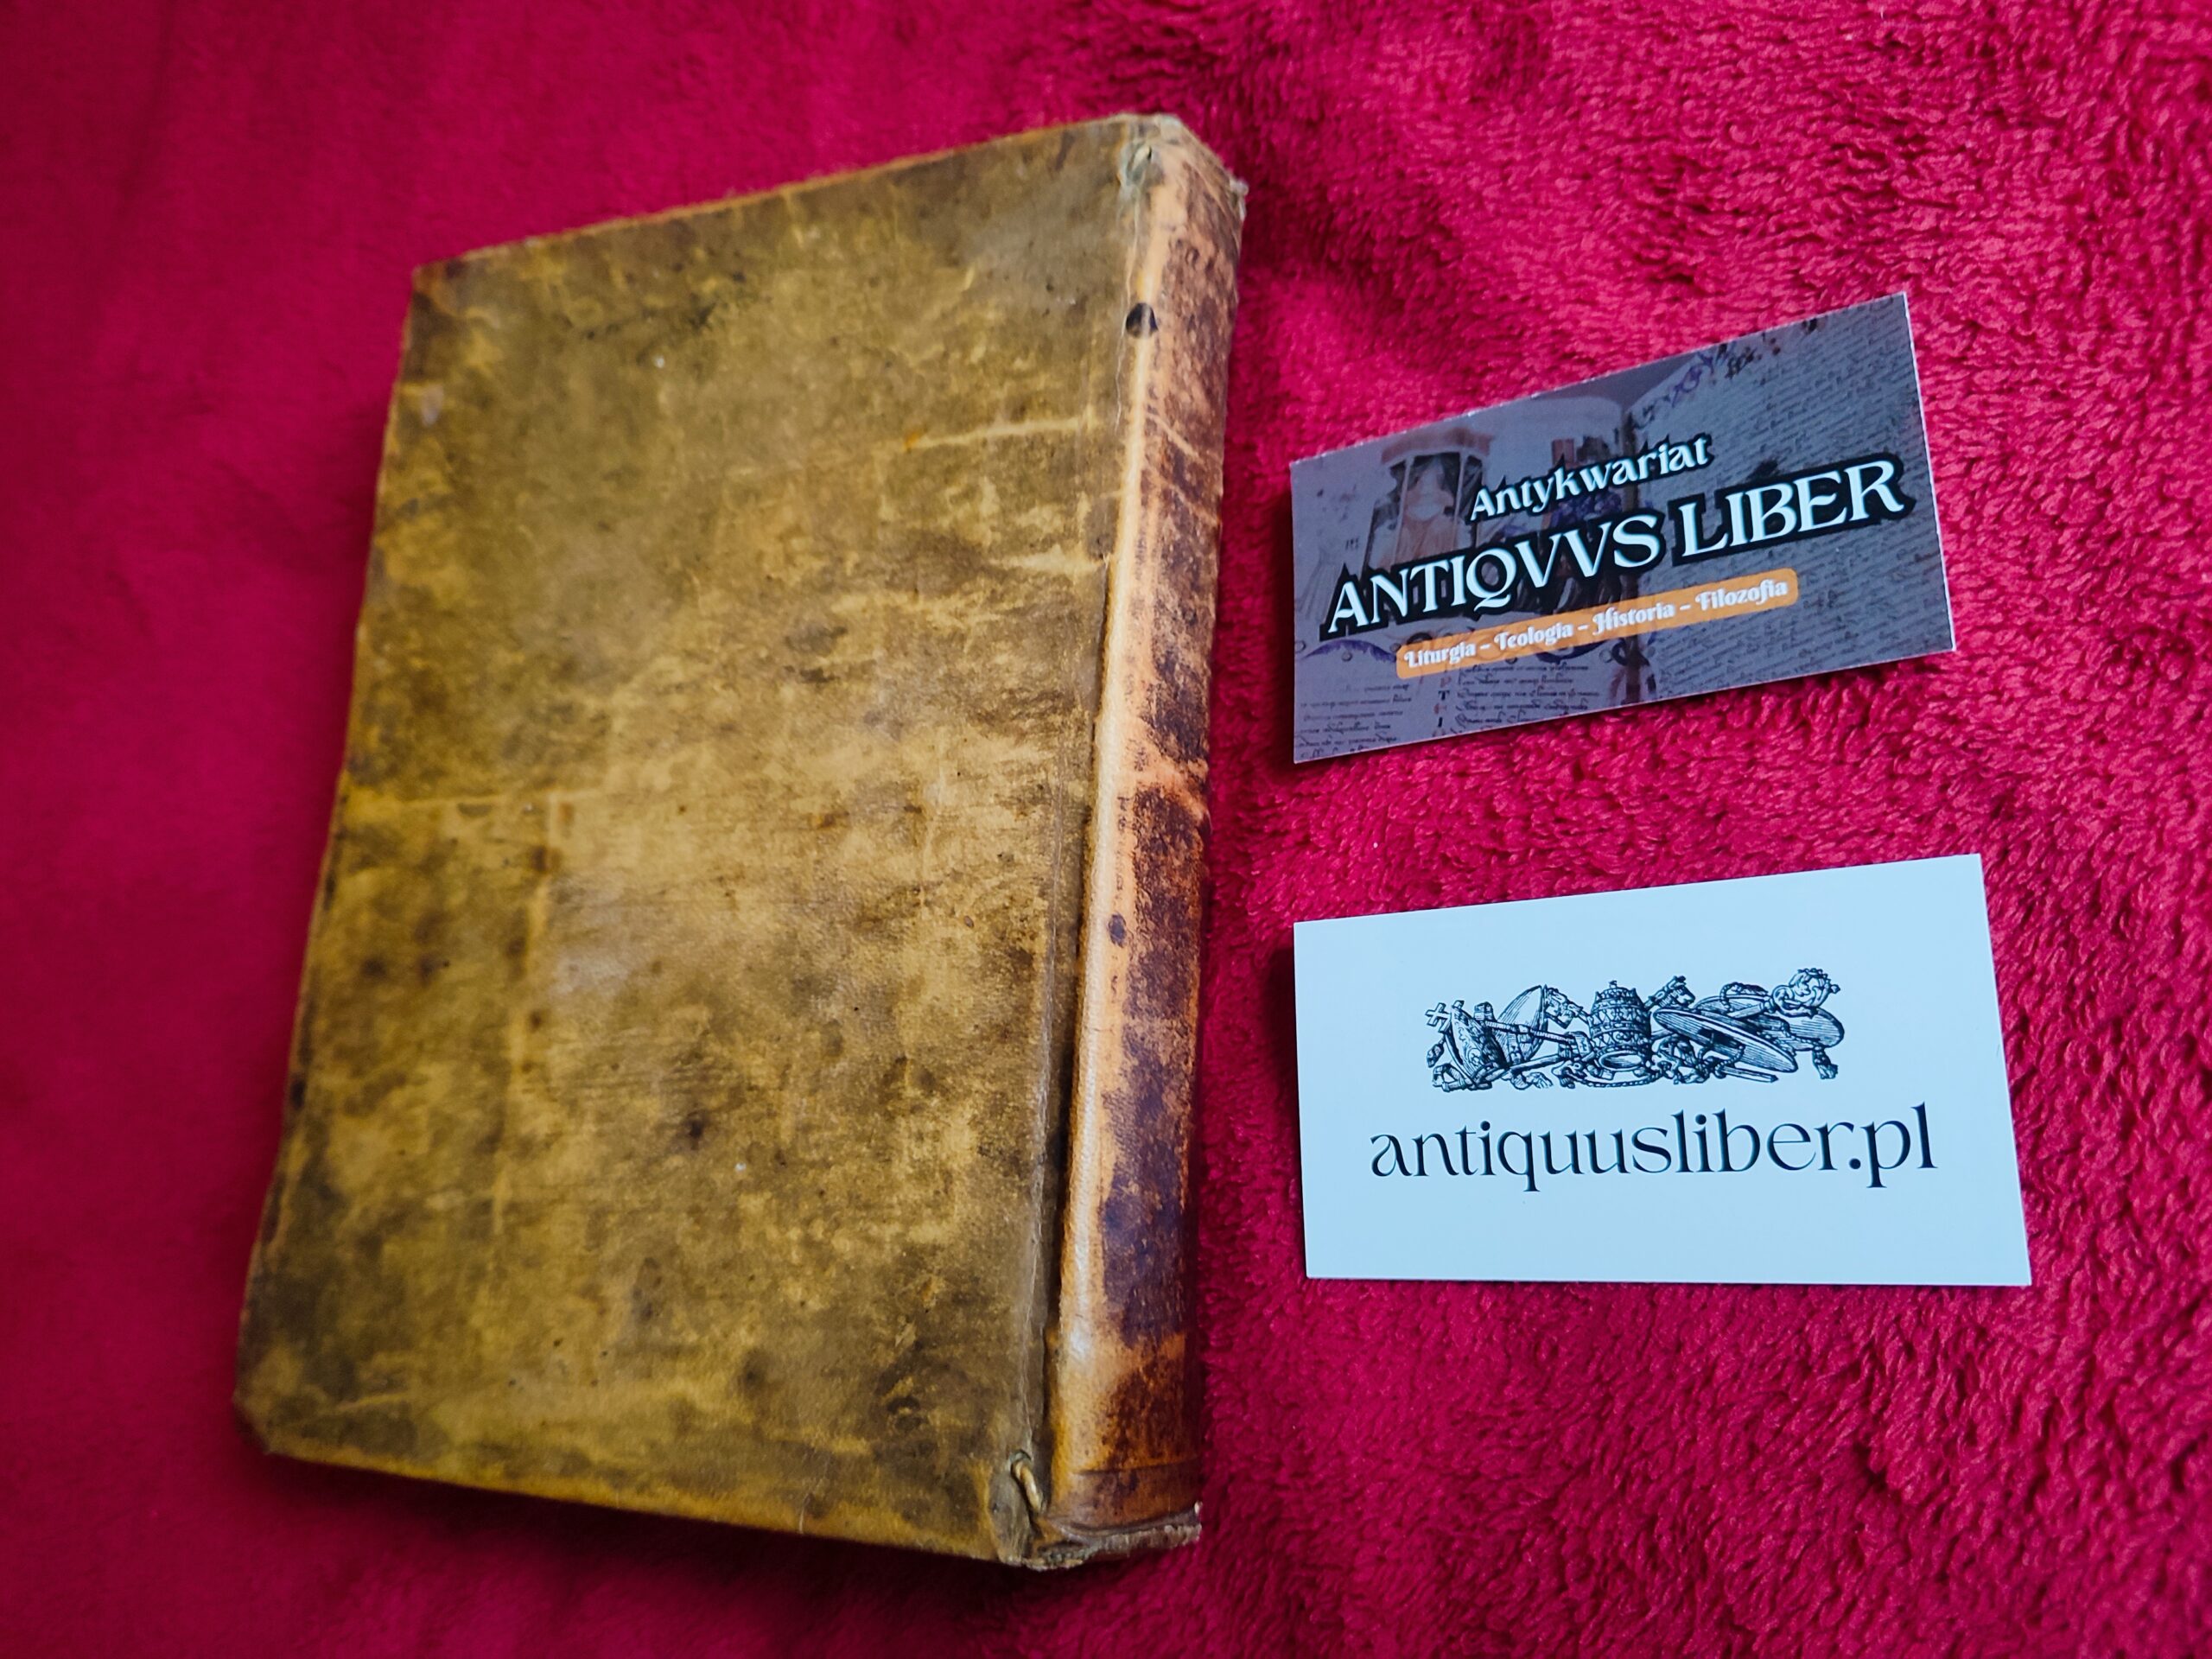 Antykwariat
ANTIQVVS LIBER
Liturgia - Teologia - Historia - Filozofia
antiquusliber.pl